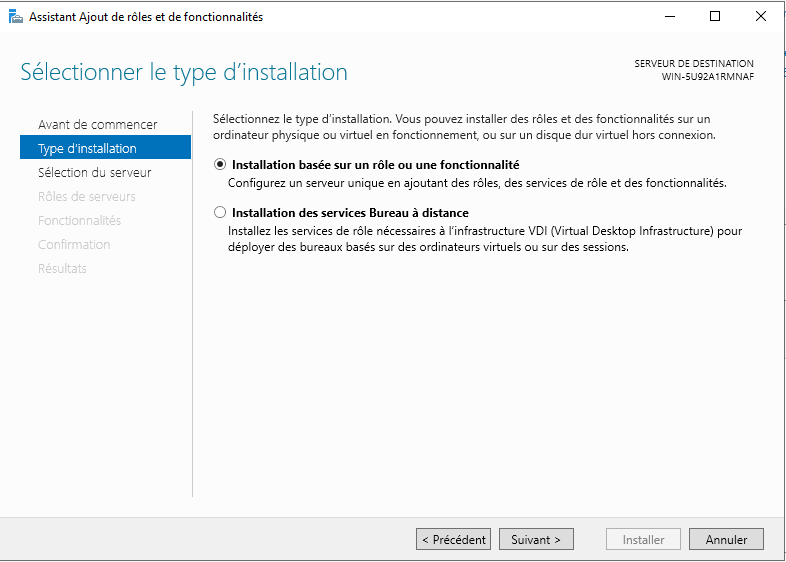 Assistant Ajout de rôles et de fonctionnalités
Sélectionner le type d’installation
SERVEUR DE DESTINATION
WIN-5U92A1RMNAF
Avant de commencer
Type d’installation
Sélection du serveur
Rôles de serveurs
Fonctionnalités
Confirmation
Résultats
Sélectionnez le type d’installation. Vous pouvez installer des rôles et des fonctionnalités sur un
ordinateur physique ou virtuel en fonctionnement, ou sur un disque dur virtuel hors connexion.
Installation basée sur un rôle ou une fonctionnalité
Configurez un serveur unique en ajoutant des rôles, des services de rôle et des fonctionnalités.
Installation des services Bureau à distance
Installez les services de rôle nécessaires à l’infrastructure VDI (Virtual Desktop Infrastructure) pour
déployer des bureaux basés sur des ordinateurs virtuels ou sur des sessions.
< Précédent
Suivant >
Installer
Annuler